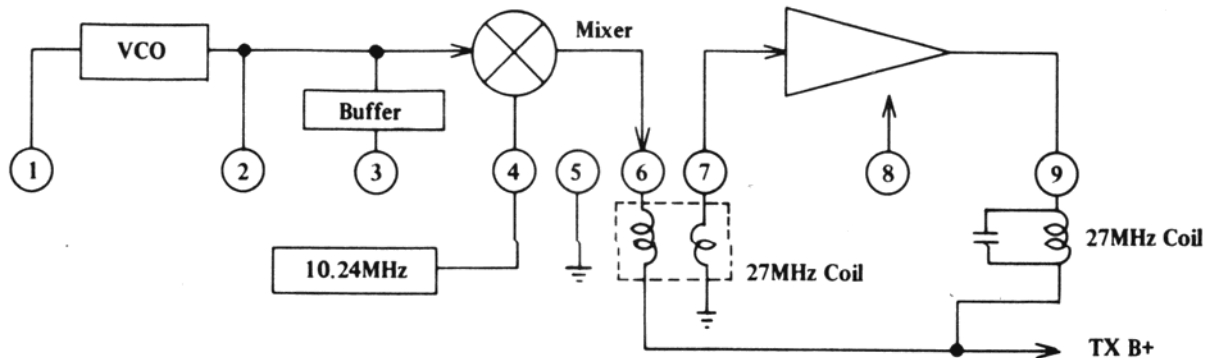 Mixer
VCO
Buffer
1
2
3
4
5
6
7
8
9
10.24MHz
27MHz Coil
27MHz Coil
TX B+